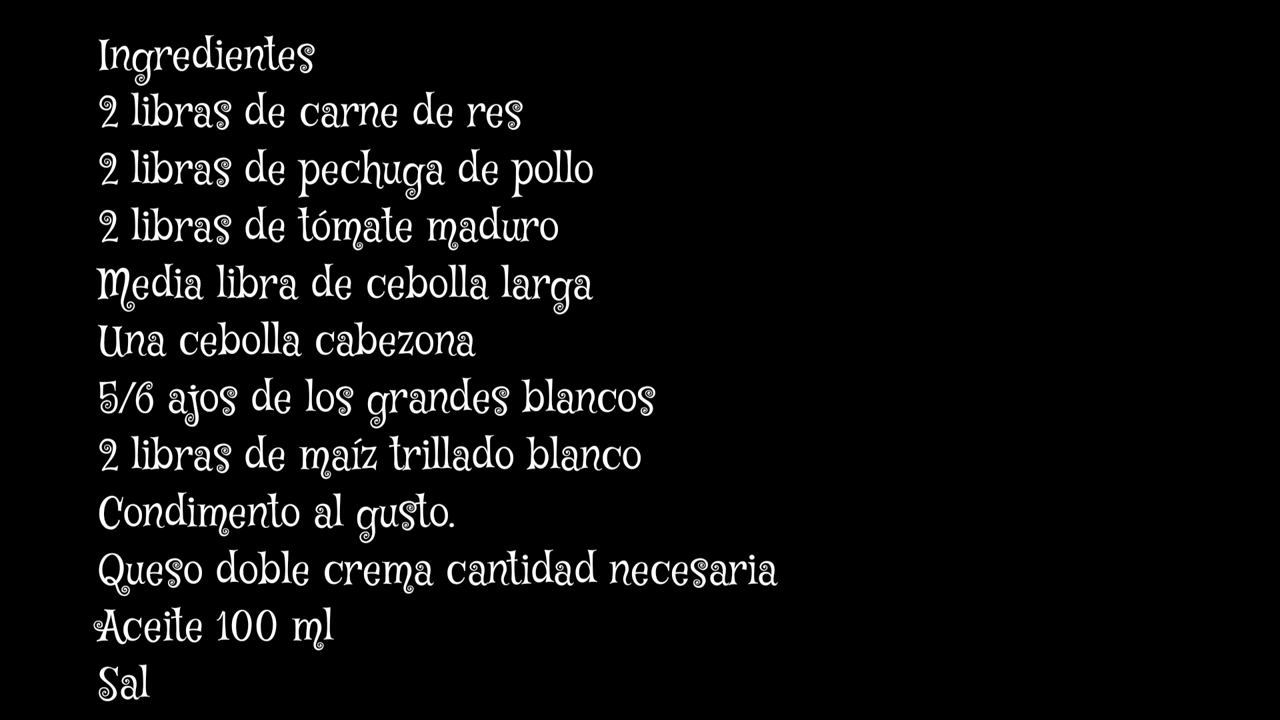 Ingredientes
2 libras de carne de res
2 libras de pechuga de pollo
2 libras de tómate maduro
Media libra de cebolla larga
Una cebolla cabezona
5/6 ajos de los grandes blancos
2 libras de maíz trillado blanco
Condimento al gusto.
Queso doble crema cantidad necesaria
Aceite 100 ml
Sal